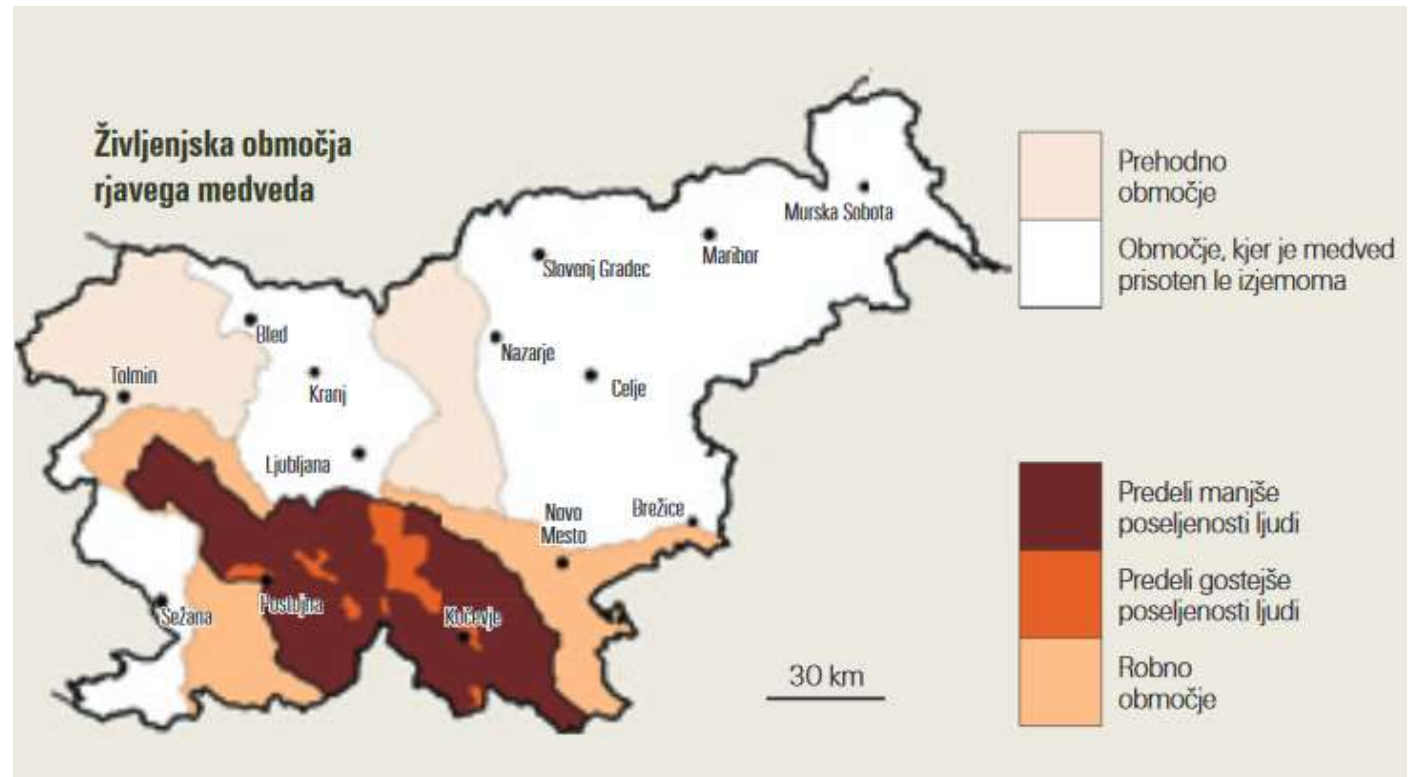 Življenjska območja
rjavega medveda
Prehodno
območje
Območje, kjer je medved
prisoten le izjemoma
Murska Sobota
Maribor
Slovenj Gradec
Bled
Nazarje
Tolmin
Kranj
Celje
Ljubljana
Novo
Mesto
Brežice
Postojna
Sežana
Kočevje
30 km
Predeli manjše
poseljenosti ljudi
Predeli gostejše
poseljenosti ljudi
Robno
območje